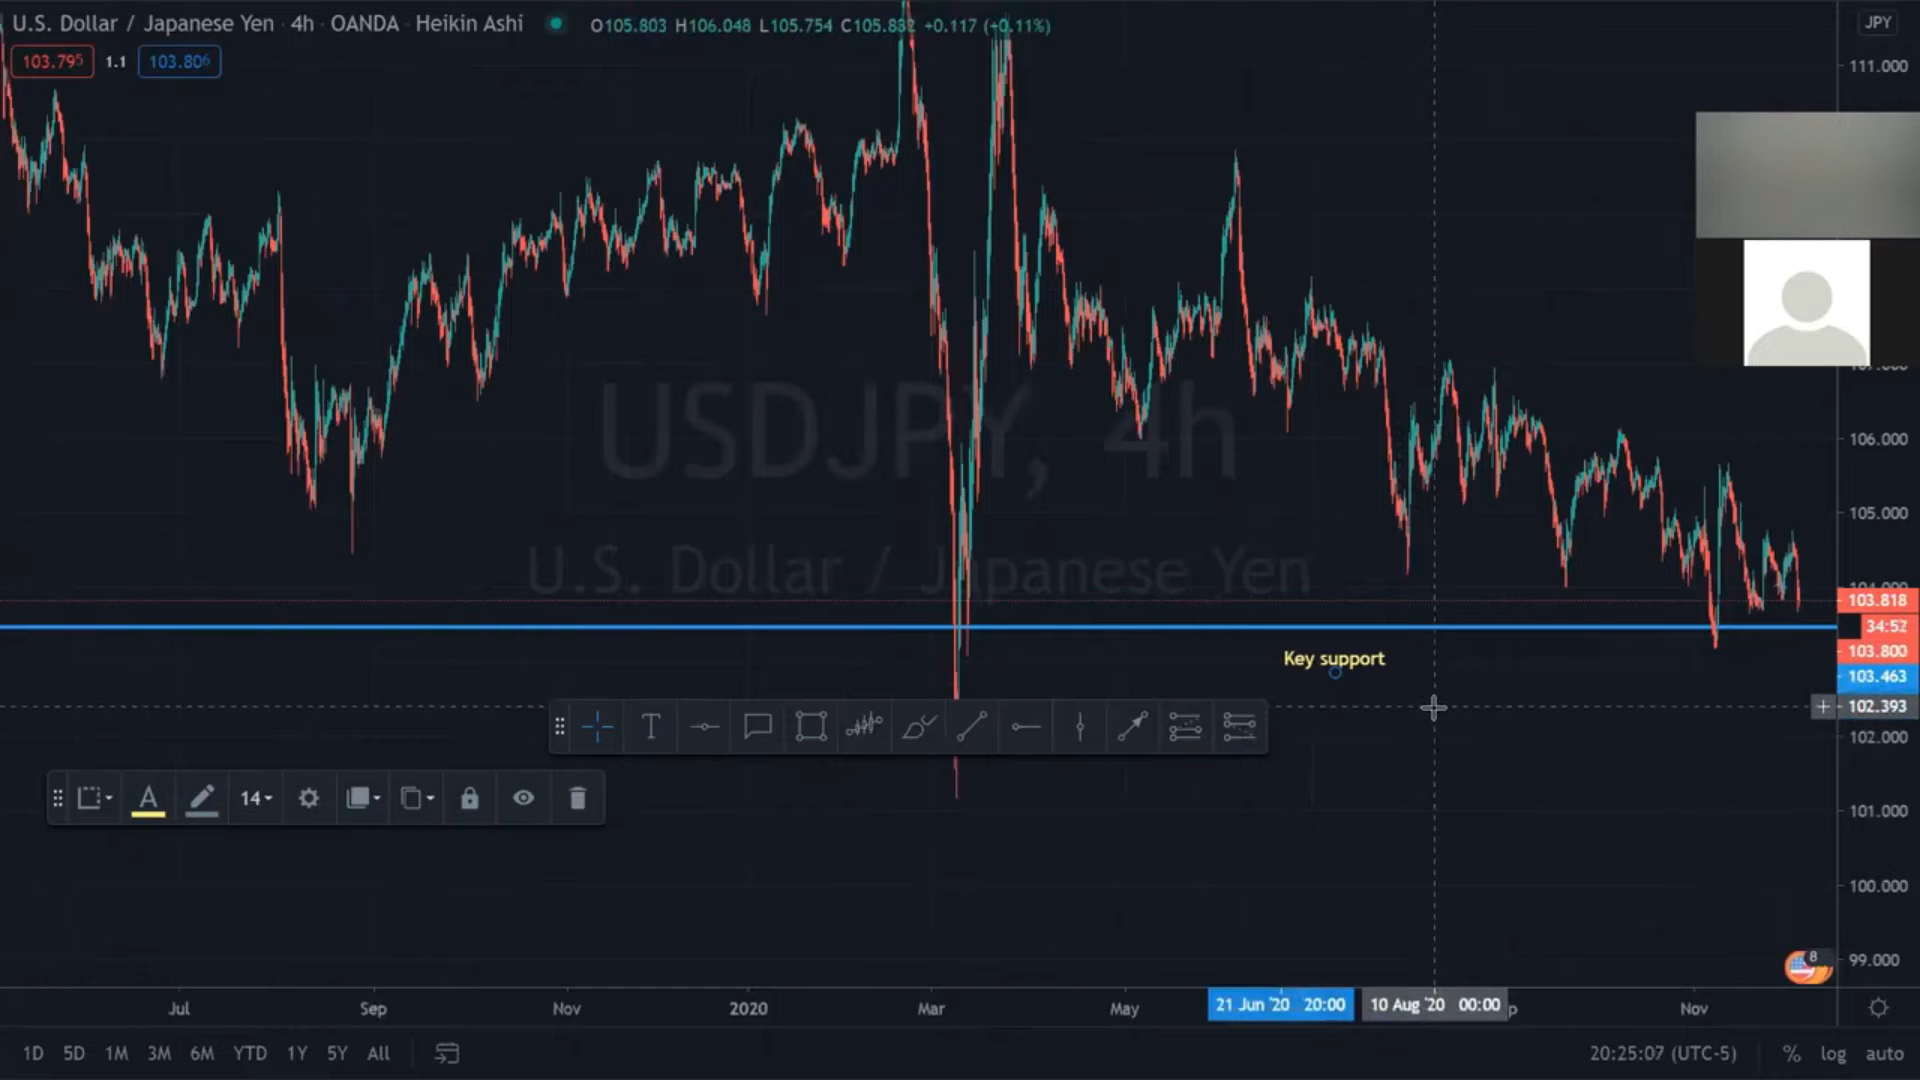 U.S. Dollar / Japanese Yen · 4h · OANDA · Heikin Ashi O105.803 H106.048 L105.754 C105.832 +0.117 (+0.11%)
JPY
103.795 1.1 103.806
111.000
USDJPY, 4h
106.000
105.000
U.S. Dollar / Japanese Yen
104.000
103.818
34:52
103.800
Key support
103.463
102.393
T
102.000
A 14
101.000
100.000
8
99.000
Jul Sep Nov 2020 Mar May 21 Jun '20 20:00 10 Aug '20 00:00 p Nov
1D 5D 1M 3M 6M YTD 1Y 5Y All 20:25:07 (UTC-5) % log auto